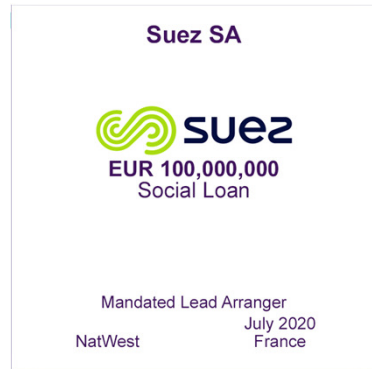 Suez SA
suez
EUR 100,000,000
Social Loan
Mandated Lead Arranger
July 2020
NatWest France